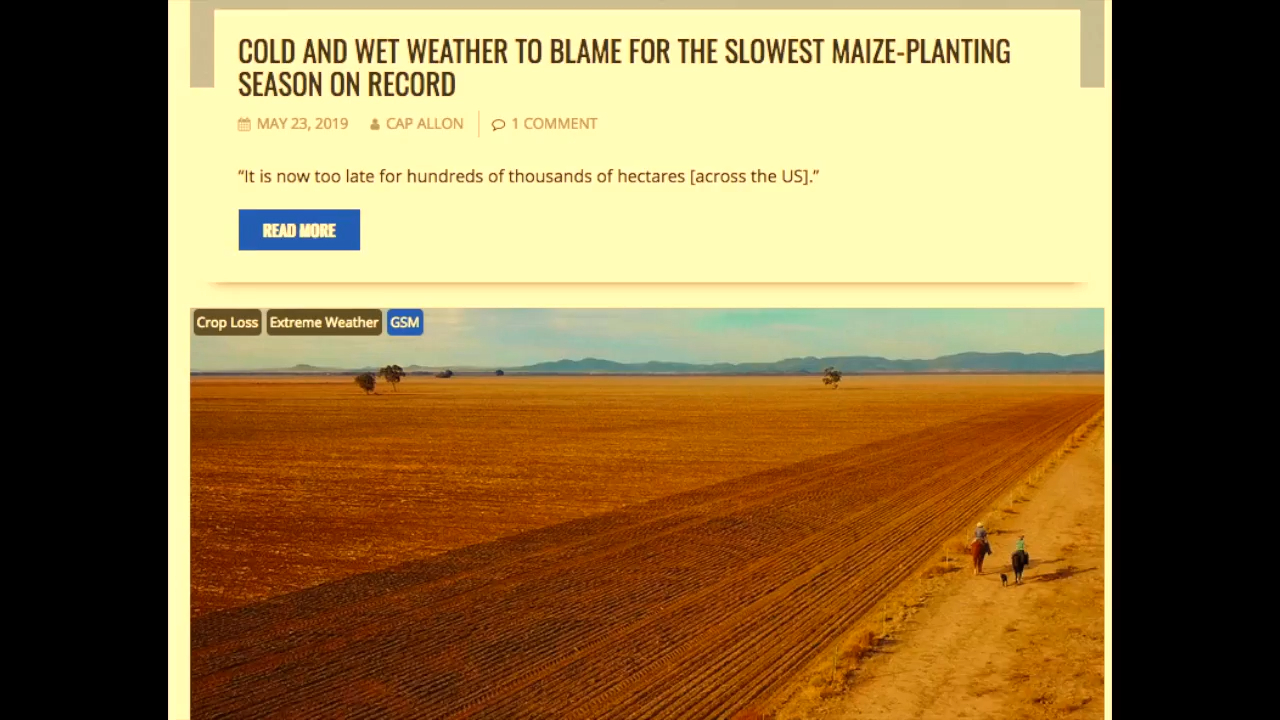 COLD AND WET WEATHER TO BLAME FOR THE SLOWEST MAIZE-PLANTING
SEASON ON RECORD
MAY 23, 2019 CAP ALLON 1 COMMENT
“It is now too late for hundreds of thousands of hectares [across the US].”
READ MORE
Crop Loss Extreme Weather GSM